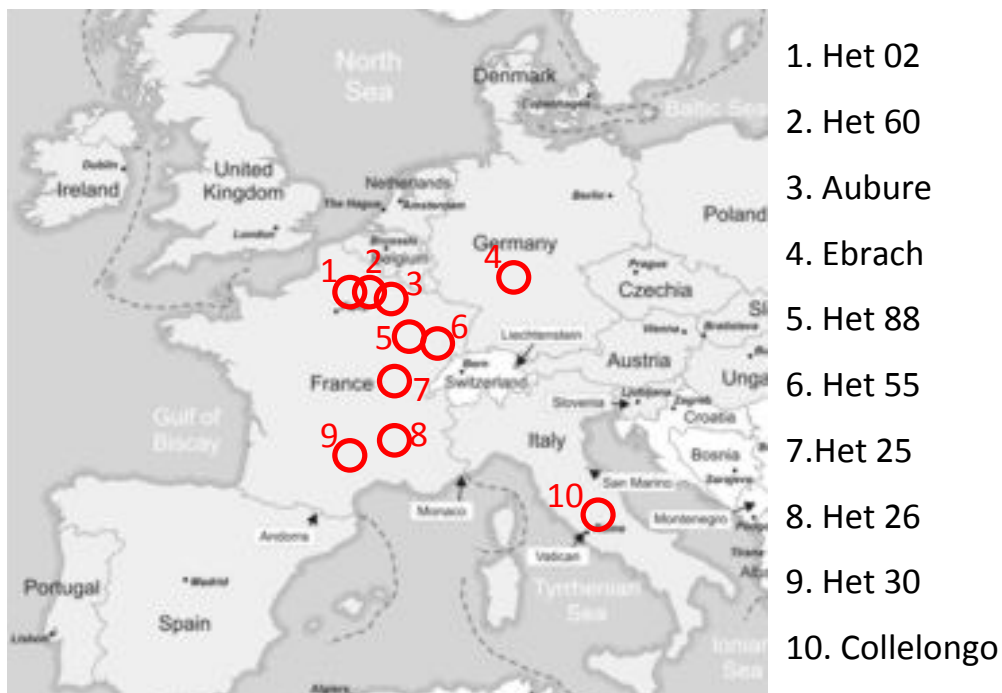 North
Sea
Denmark
Copenhagen
Baltic Sea
Dublin
Ireland
United
Kingdom
London
Netherlands
The Hague
Amsterdam
Berlin
Poland
Brussels
Belgium
Germany
Prague
Czechia
Liechtenstein
Vienna
Bratislava
Austria
Bern
Switzerland
France
Slovenia
Ljubljana
Zagreb
Croatia
Gulf of
Biscay
Italy
Bosnia
Sarajevo
San Marino
Monaco
Montenegro
Andorra
Vatican
Rome
Portugal
Madrid
Lisbon
Spain
Tyrrhenian
Sea
Sea
Algiers
1
2
3
4
5
6
7
8
9
10
1. Het 02
2. Het 60
3. Aubure
4. Ebrach
5. Het 88
6. Het 55
7.Het 25
8. Het 26
9. Het 30
10. Collelongo